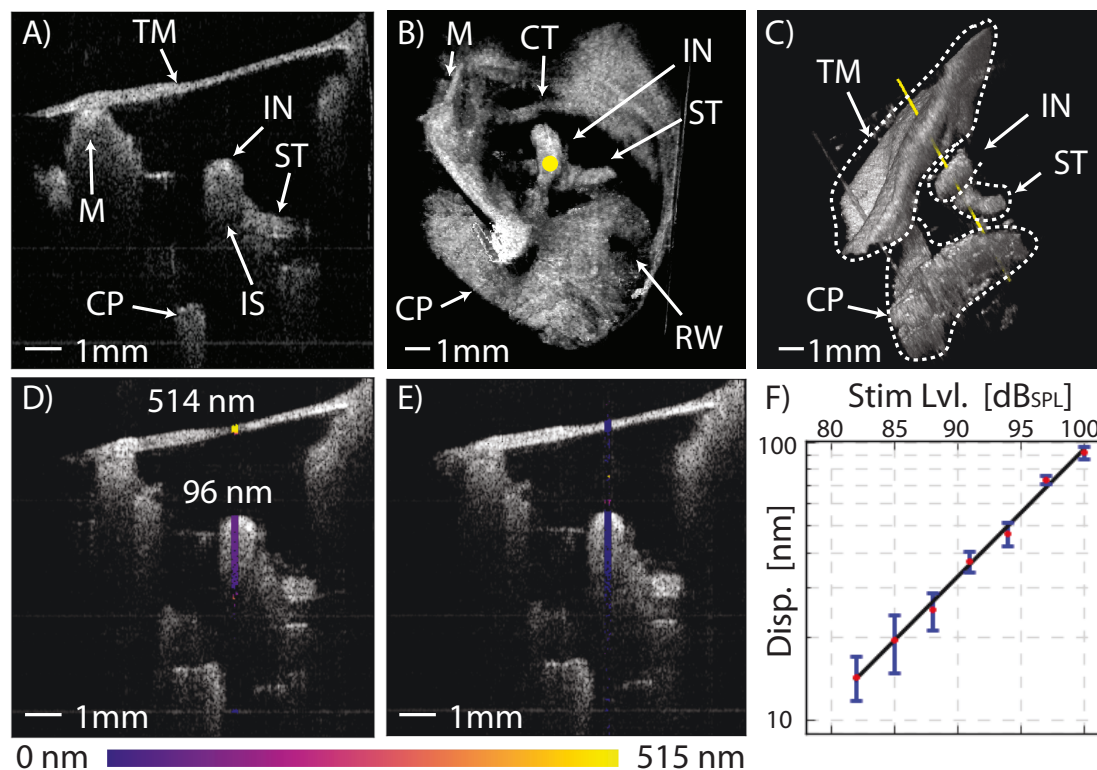 A)
TM
IN
ST
M
IS
CP
1mm
B)
M
CT
IN
ST
CP
RW
1mm
C)
TM
IN
ST
CP
1mm
D)
514 nm
96 nm
1mm
E)
1mm
F)
Stim Lvl. [dBSPL]
80 85 90 95 100
100
10
Disp. [nm]
0 nm
515 nm